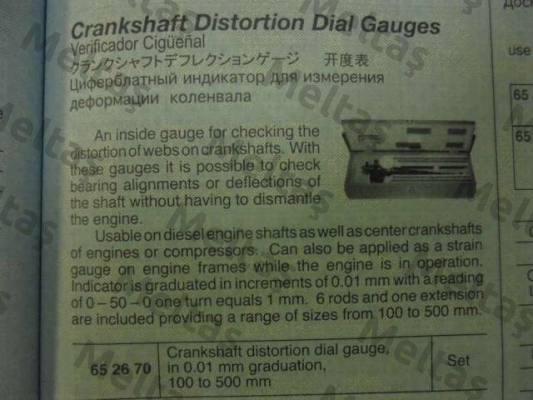 Crankshaft Distortion Dial Gauges
Verificador Cigüeñal
クランクシャフトデフレクションゲージ 开度表
Циферблатный индикатор для измерения
деформации коленвала
An inside gauge for checking the
distortion of webs on crankshafts. With
these gauges it is possible to check
bearing alignments or deflections of
the shaft without having to dismantle
the engine.
Usable on diesel engine shafts as well as center crankshafts
of engines or compressors. Can also be applied as a strain
gauge on engine frames while the engine is in operation.
Indicator is graduated in increments of 0.01 mm with a reading
of 0 – 50 – 0 one turn equals 1 mm. 6 rods and one extension
are included providing a range of sizes from 100 to 500 mm.
65 26 70 Crankshaft distortion dial gauge, Set
in 0.01 mm graduation,
100 to 500 mm
use
65
65
Meltaş